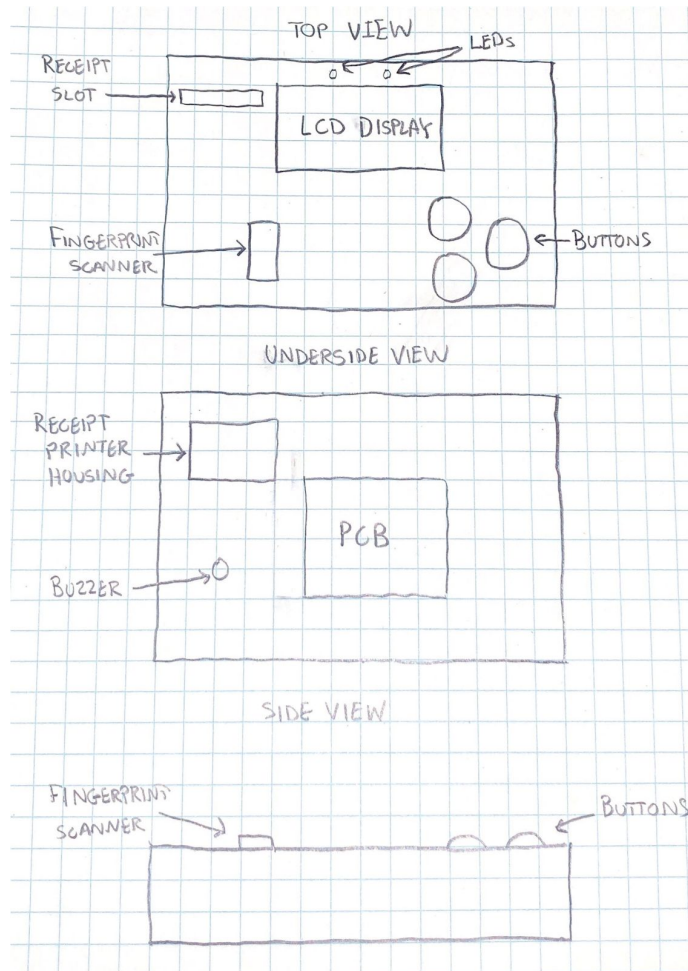 TOP VIEW
LEDs
RECEIPT
SLOT
LCD DISPLAY
FINGERPRINT
SCANNER
BUTTONS
UNDERSIDE VIEW
RECEIPT
PRINTER
HOUSING
PCB
BUZZER
SIDE VIEW
FINGERPRINT
SCANNER
BUTTONS